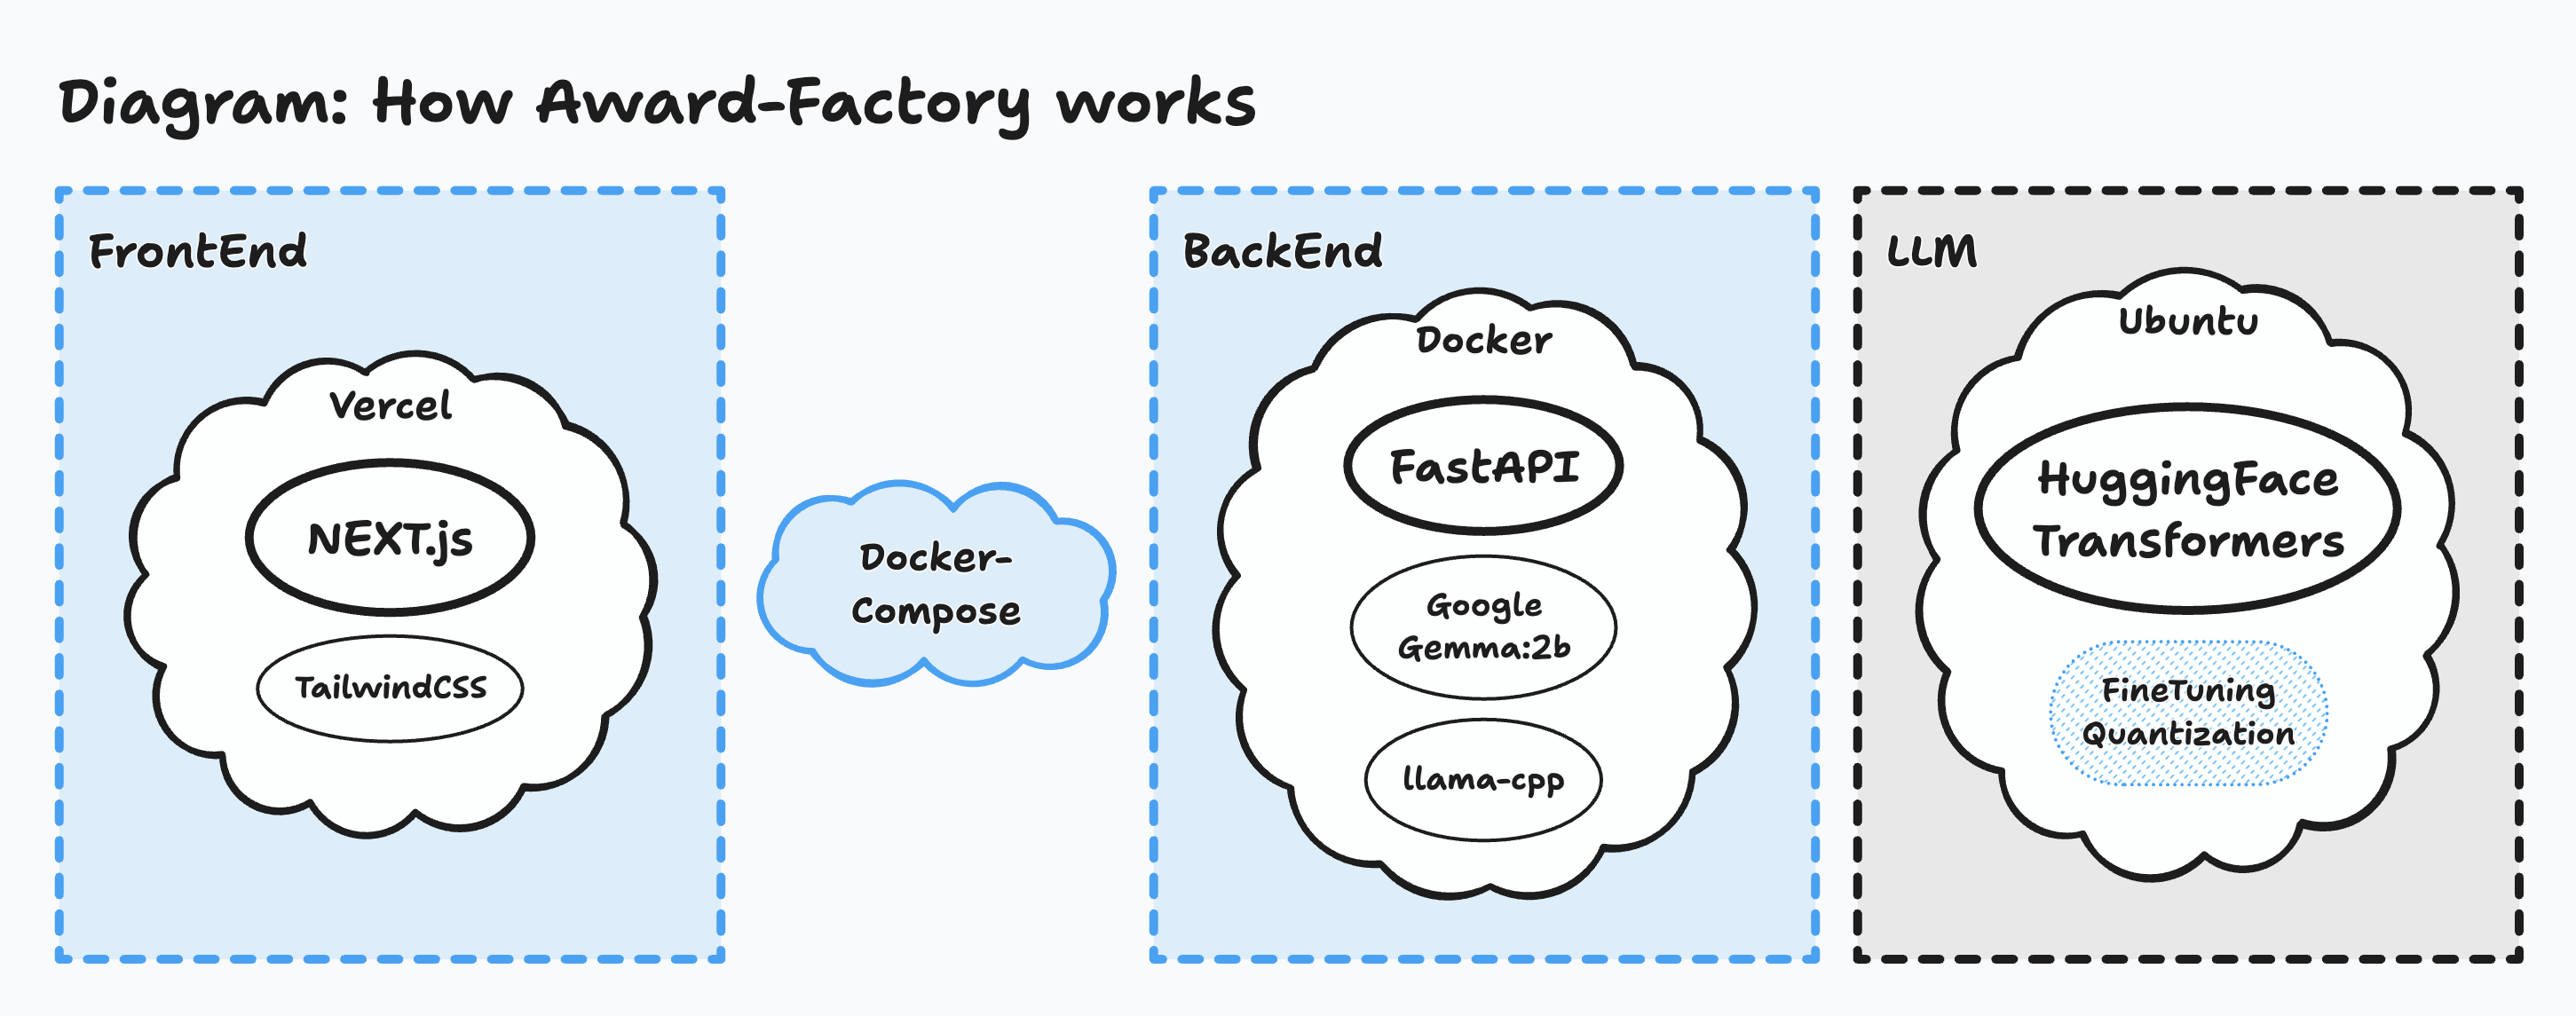 Diagram: How Award-Factory works
FrontEnd
Vercel
NEXT.js
TailwindCSS
Docker-
Compose
BackEnd
Docker
FastAPI
Google
Gemma:2b
llama-cpp
LLM
Ubuntu
HuggingFace
Transformers
FineTuning
Quantization